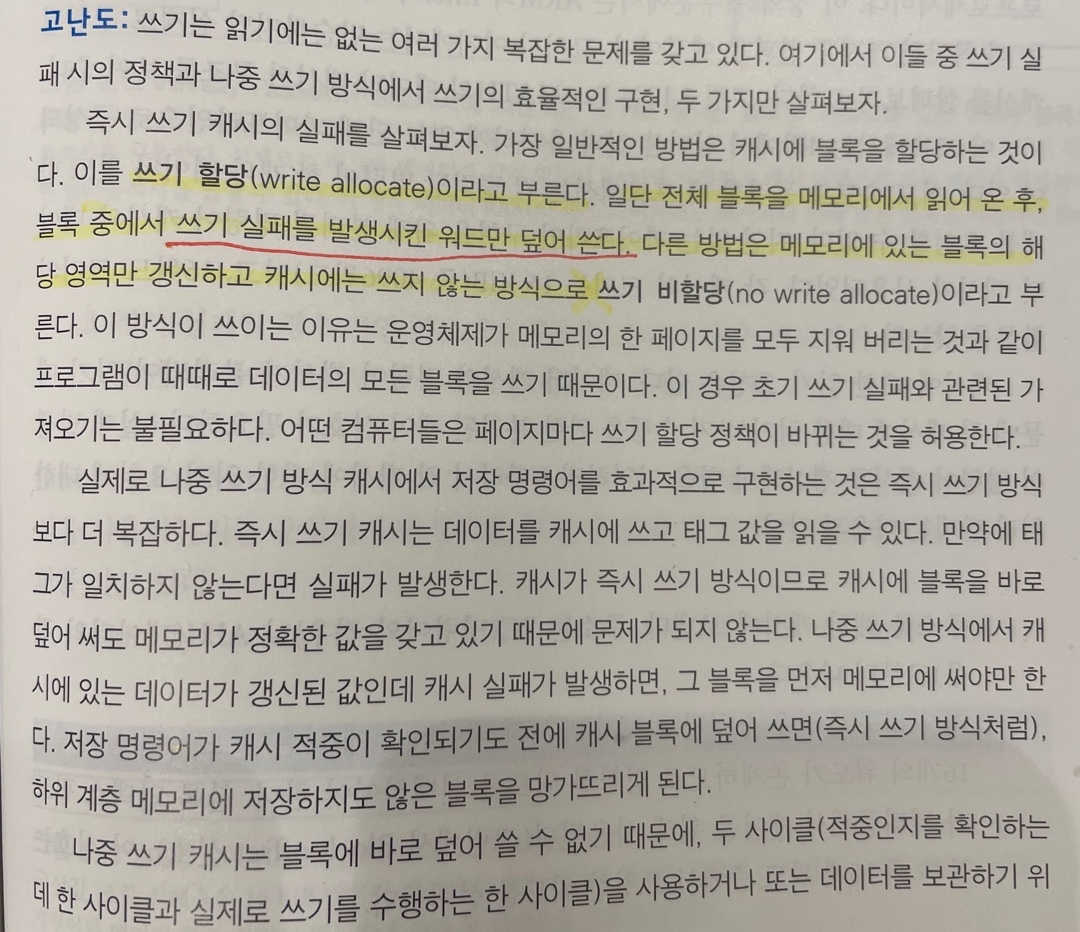 고난도: 쓰기는 읽기에는 없는 여러 가지 복잡한 문제를 갖고 있다. 여기에서 이들 중 쓰기 실
패 시의 정책과 나중 쓰기 방식에서 쓰기의 효율적인 구현, 두 가지만 살펴보자.
즉시 쓰기 캐시의 실패를 살펴보자. 가장 일반적인 방법은 캐시에 블록을 할당하는 것이
다. 이를 쓰기 할당(write allocate)이라고 부른다. 일단 전체 블록을 메모리에서 읽어 온 후,
블록 중에서 쓰기 실패를 발생시킨 워드만 덮어 쓴다. 다른 방법은 메모리에 있는 블록의 해
당 영역만 갱신하고 캐시에는 쓰지 않는 방식으로 쓰기 비할당(no write allocate)이라고 부
른다. 이 방식이 쓰이는 이유는 운영체제가 메모리의 한 페이지를 모두 지워 버리는 것과 같이
프로그램이 때때로 데이터의 모든 블록을 쓰기 때문이다. 이 경우 초기 쓰기 실패와 관련된 가
져오기는 불필요하다. 어떤 컴퓨터들은 페이지마다 쓰기 할당 정책이 바뀌는 것을 허용한다.
실제로 나중 쓰기 방식 캐시에서 저장 명령어를 효과적으로 구현하는 것은 즉시 쓰기 방식
보다 더 복잡하다. 즉시 쓰기 캐시는 데이터를 캐시에 쓰고 태그 값을 읽을 수 있다. 만약에 태
그가 일치하지 않는다면 실패가 발생한다. 캐시가 즉시 쓰기 방식이므로 캐시에 블록을 바로
덮어 써도 메모리가 정확한 값을 갖고 있기 때문에 문제가 되지 않는다. 나중 쓰기 방식에서 캐
시에 있는 데이터가 갱신된 값인데 캐시 실패가 발생하면, 그 블록을 먼저 메모리에 써야만 한
다. 저장 명령어가 캐시 적중이 확인되기도 전에 캐시 블록에 덮어 쓰면(즉시 쓰기 방식처럼),
하위 계층 메모리에 저장하지도 않은 블록을 망가뜨리게 된다.
나중 쓰기 캐시는 블록에 바로 덮어 쓸 수 없기 때문에, 두 사이클(적중인지를 확인하는
데 한 사이클과 실제로 쓰기를 수행하는 한 사이클)을 사용하거나 또는 데이터를 보관하기 위